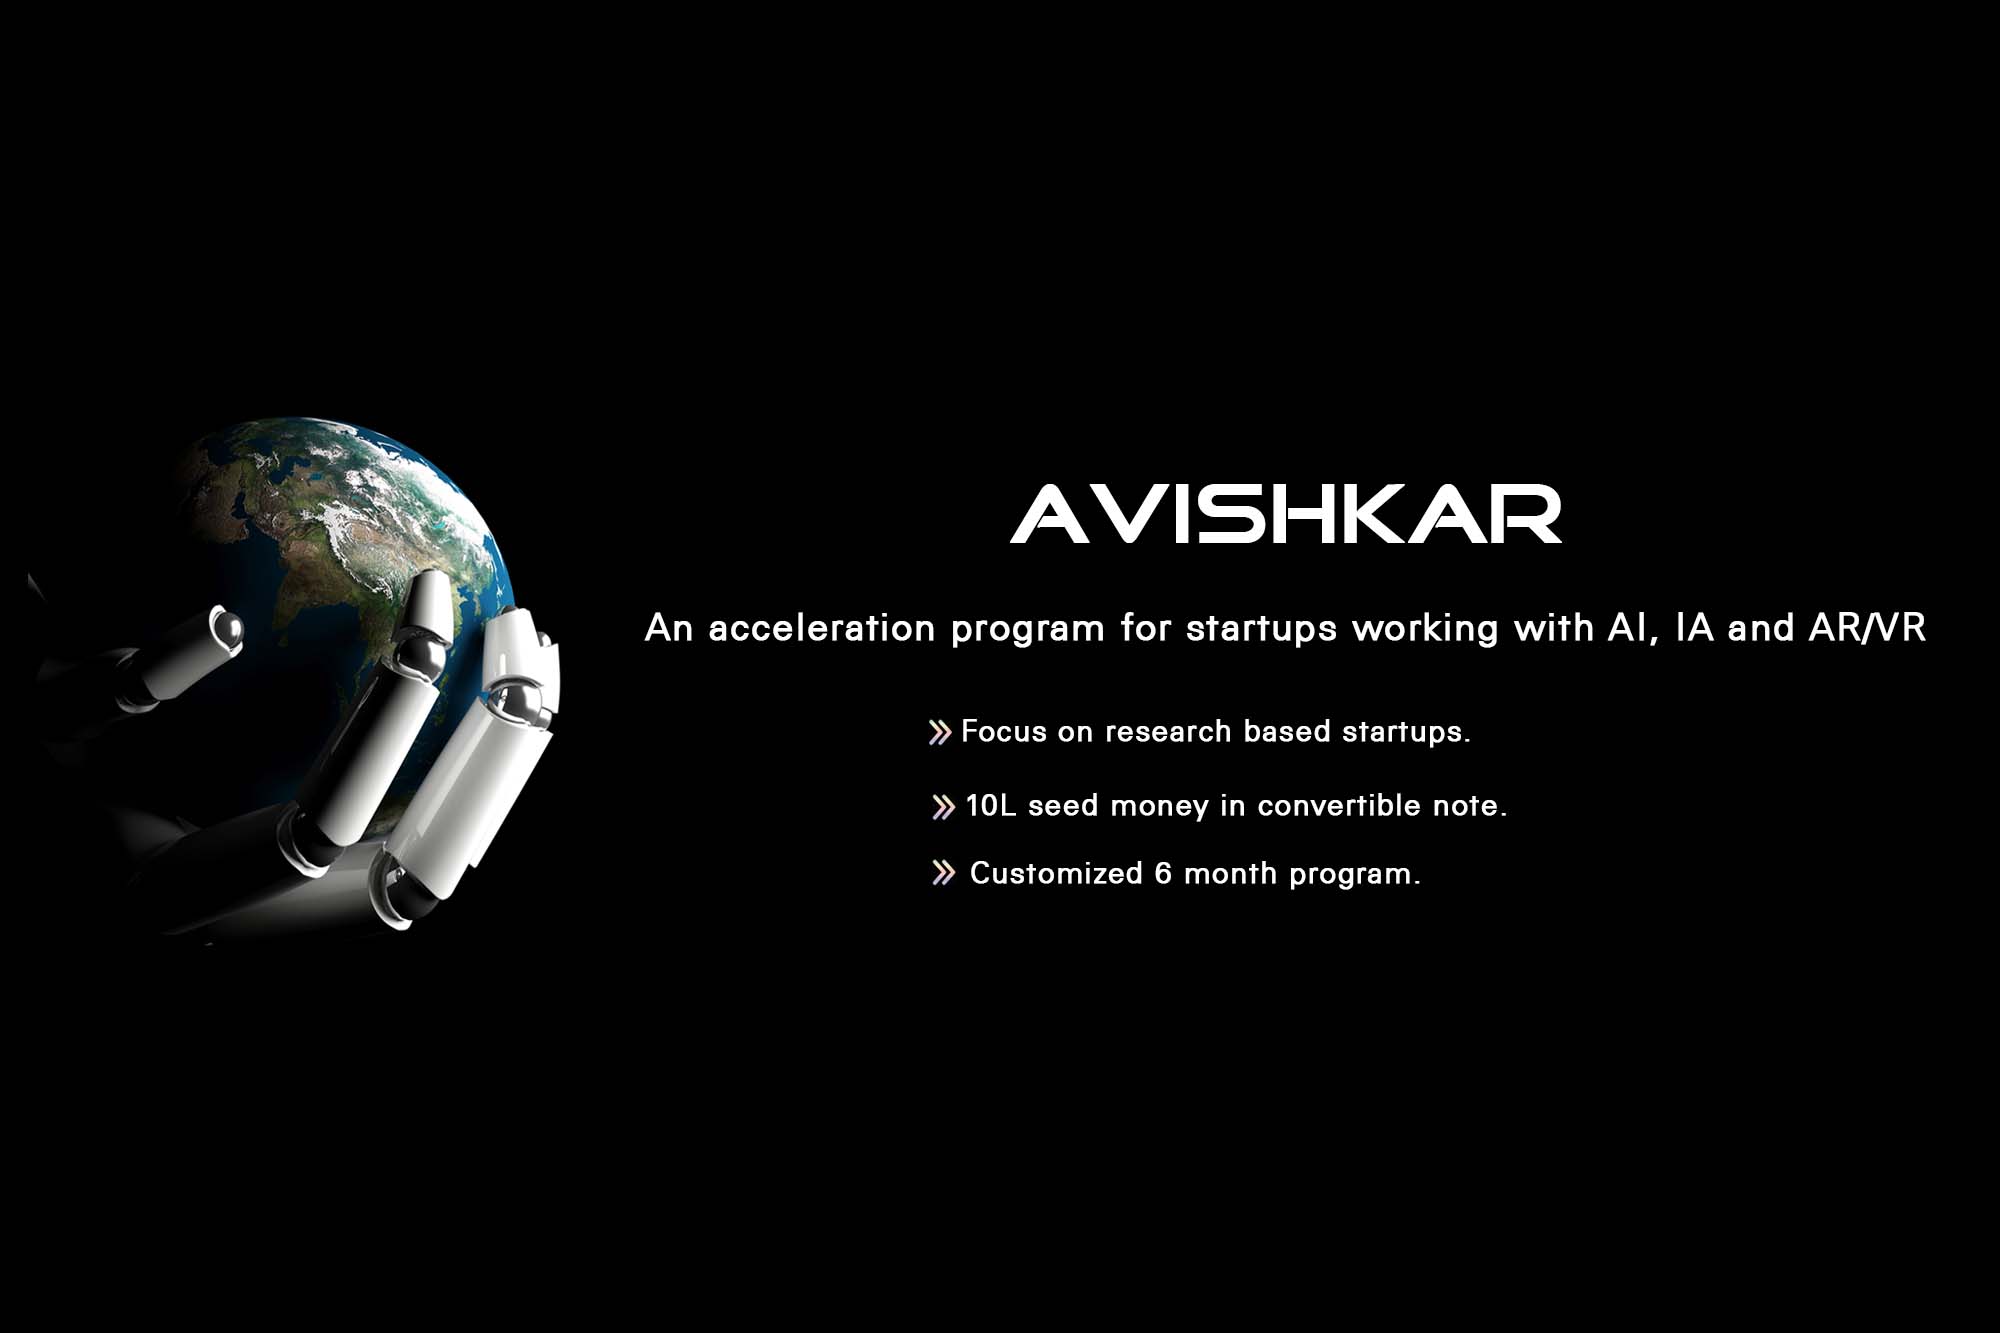 AVISHKAR
An acceleration program for startups working with AI, IA and AR/VR
Focus on research based startups.
10L seed money in convertible note.
Customized 6 month program.